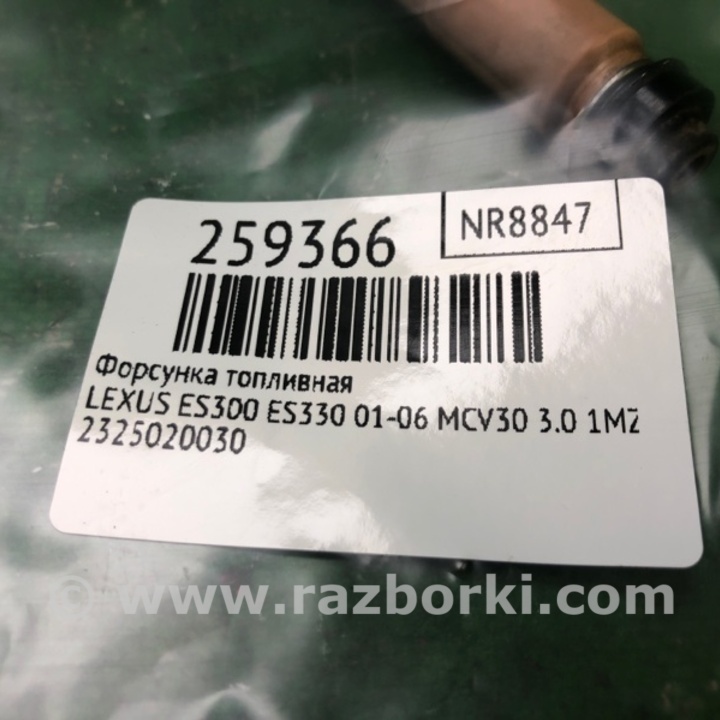 259366
NR8847
Форсунка топливная
LEXUS ES300 ES330 01-06 MCV30 3.0 1MZ
2325020030
© www.razborki.com